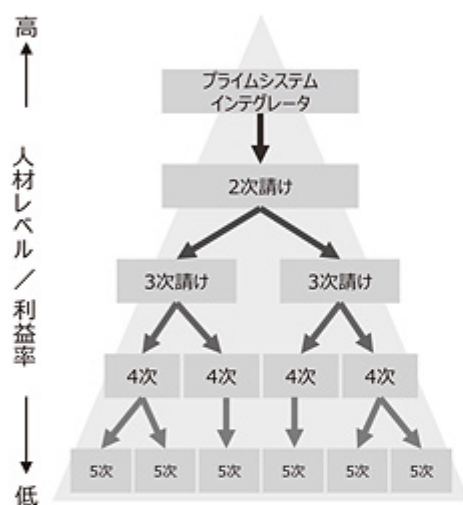 高
人材レベル／利益率
低
プライムシステム
インテグレータ
2次請け
3次請け
3次請け
4次
4次
4次
4次
5次
5次
5次
5次
5次
5次